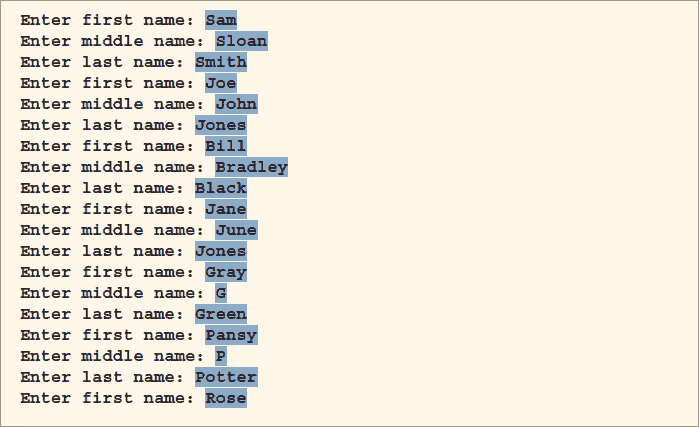 Enter first name: Sam
Enter middle name: Sloan
Enter last name: Smith
Enter first name: Joe
Enter middle name: John
Enter last name: Jones
Enter first name: Bill
Enter middle name: Bradley
Enter last name: Black
Enter first name: Jane
Enter middle name: June
Enter last name: Jones
Enter first name: Gray
Enter middle name: G
Enter last name: Green
Enter first name: Pansy
Enter middle name: P
Enter last name: Potter
Enter first name: Rose